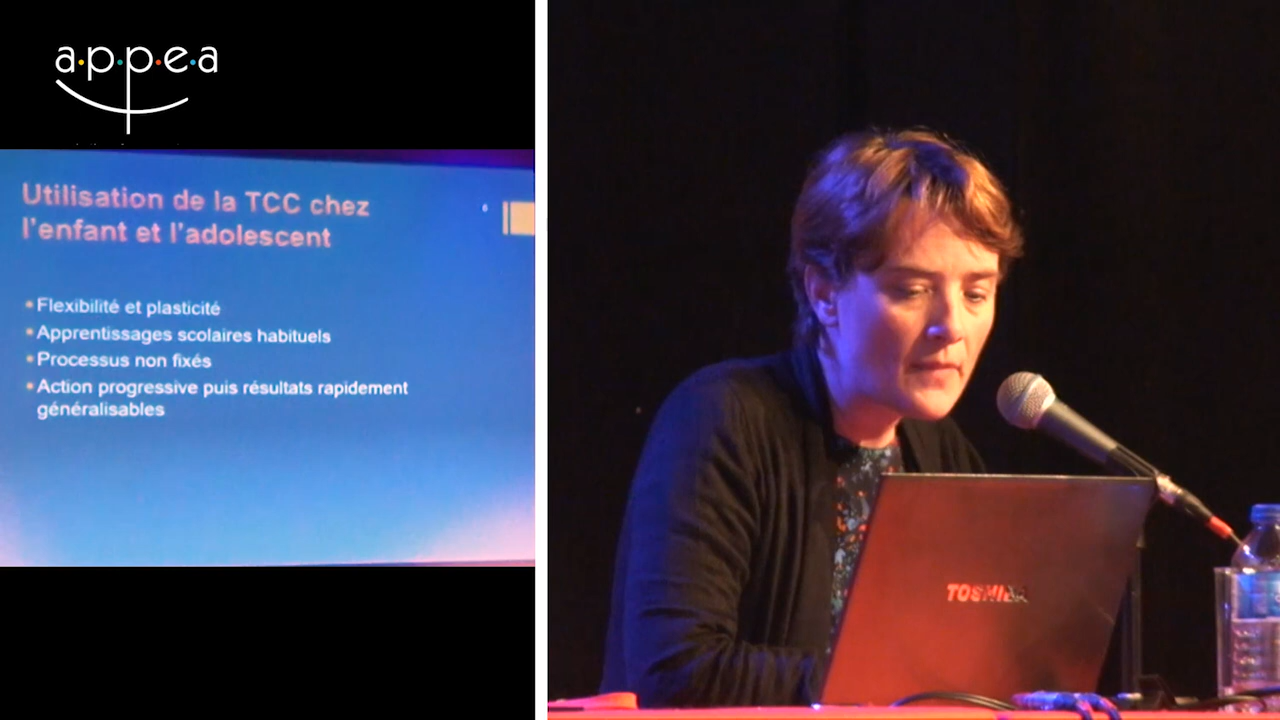 a·p·p·e·a
Utilisation de la TCC chez
l'enfant et l'adolescent
Flexibilité et plasticité
Apprentissages scolaires habituels
Processus non fixés
Action progressive puis résultats rapidement
généralisables
TOSHIBA